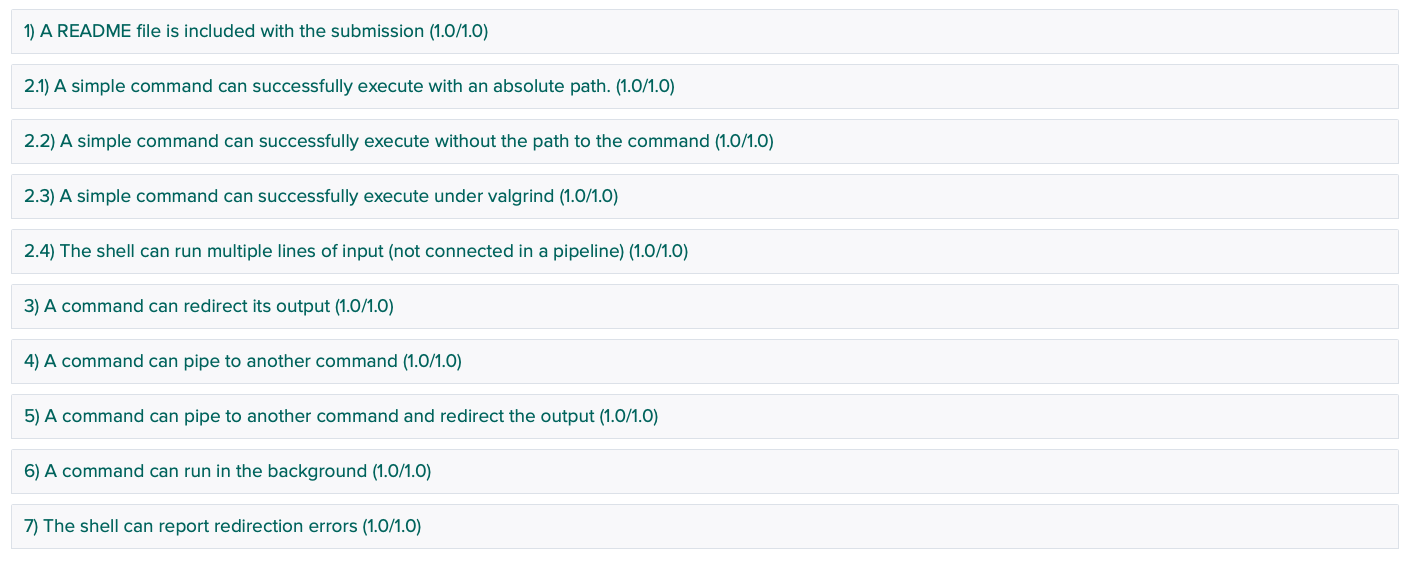 1) A README file is included with the submission (1.0/1.0)
2.1) A simple command can successfully execute with an absolute path. (1.0/1.0)
2.2) A simple command can successfully execute without the path to the command (1.0/1.0)
2.3) A simple command can successfully execute under valgrind (1.0/1.0)
2.4) The shell can run multiple lines of input (not connected in a pipeline) (1.0/1.0)
3) A command can redirect its output (1.0/1.0)
4) A command can pipe to another command (1.0/1.0)
5) A command can pipe to another command and redirect the output (1.0/1.0)
6) A command can run in the background (1.0/1.0)
7) The shell can report redirection errors (1.0/1.0)